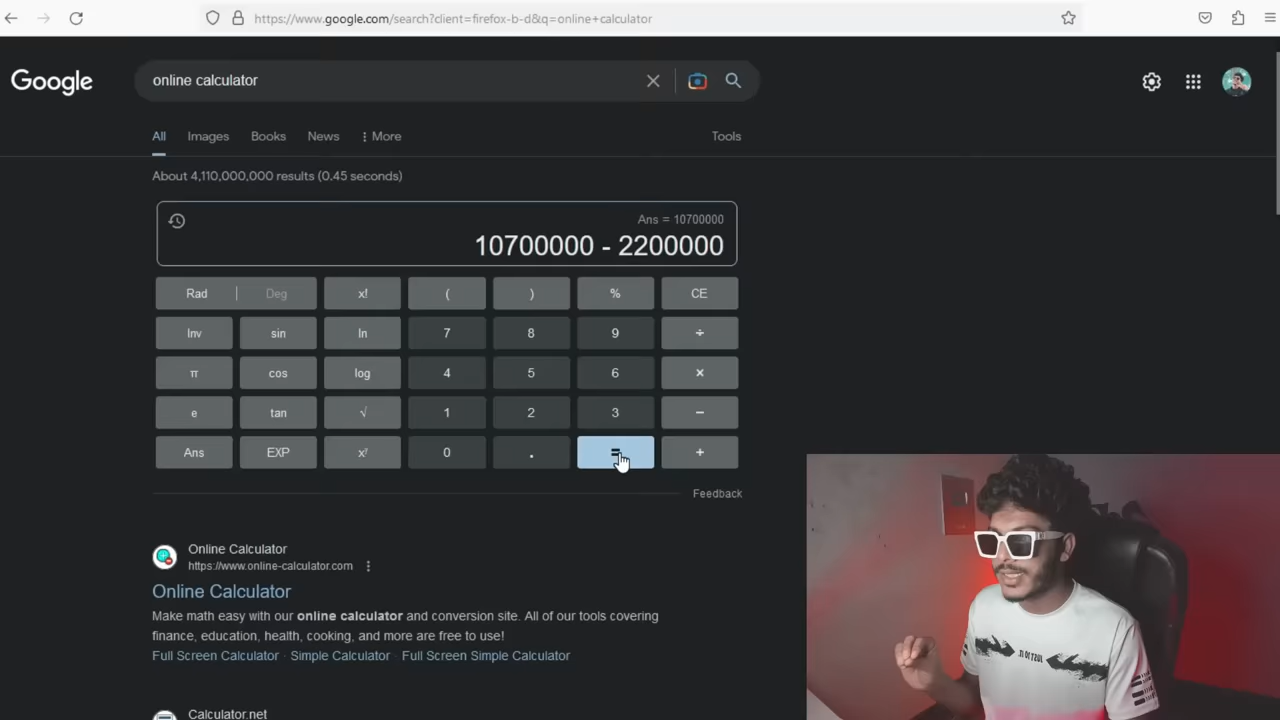 https://www.google.com/search?client=firefox-b-d&q=online+calculator
Google
online calculator
All Images Books News More Tools
About 4,110,000,000 results (0.45 seconds)
Ans = 10700000
10700000 - 2200000
Rad | Deg x! ( ) % CE
Inv sin ln 7 8 9 ÷
π cos log 4 5 6 ×
e tan √ 1 2 3 −
Ans EXP xʸ 0 . = +
Feedback
Online Calculator
https://www.online-calculator.com
Online Calculator
Make math easy with our online calculator and conversion site. All of our tools covering
finance, education, health, cooking, and more are free to use!
Full Screen Calculator · Simple Calculator · Full Screen Simple Calculator
Calculator.net